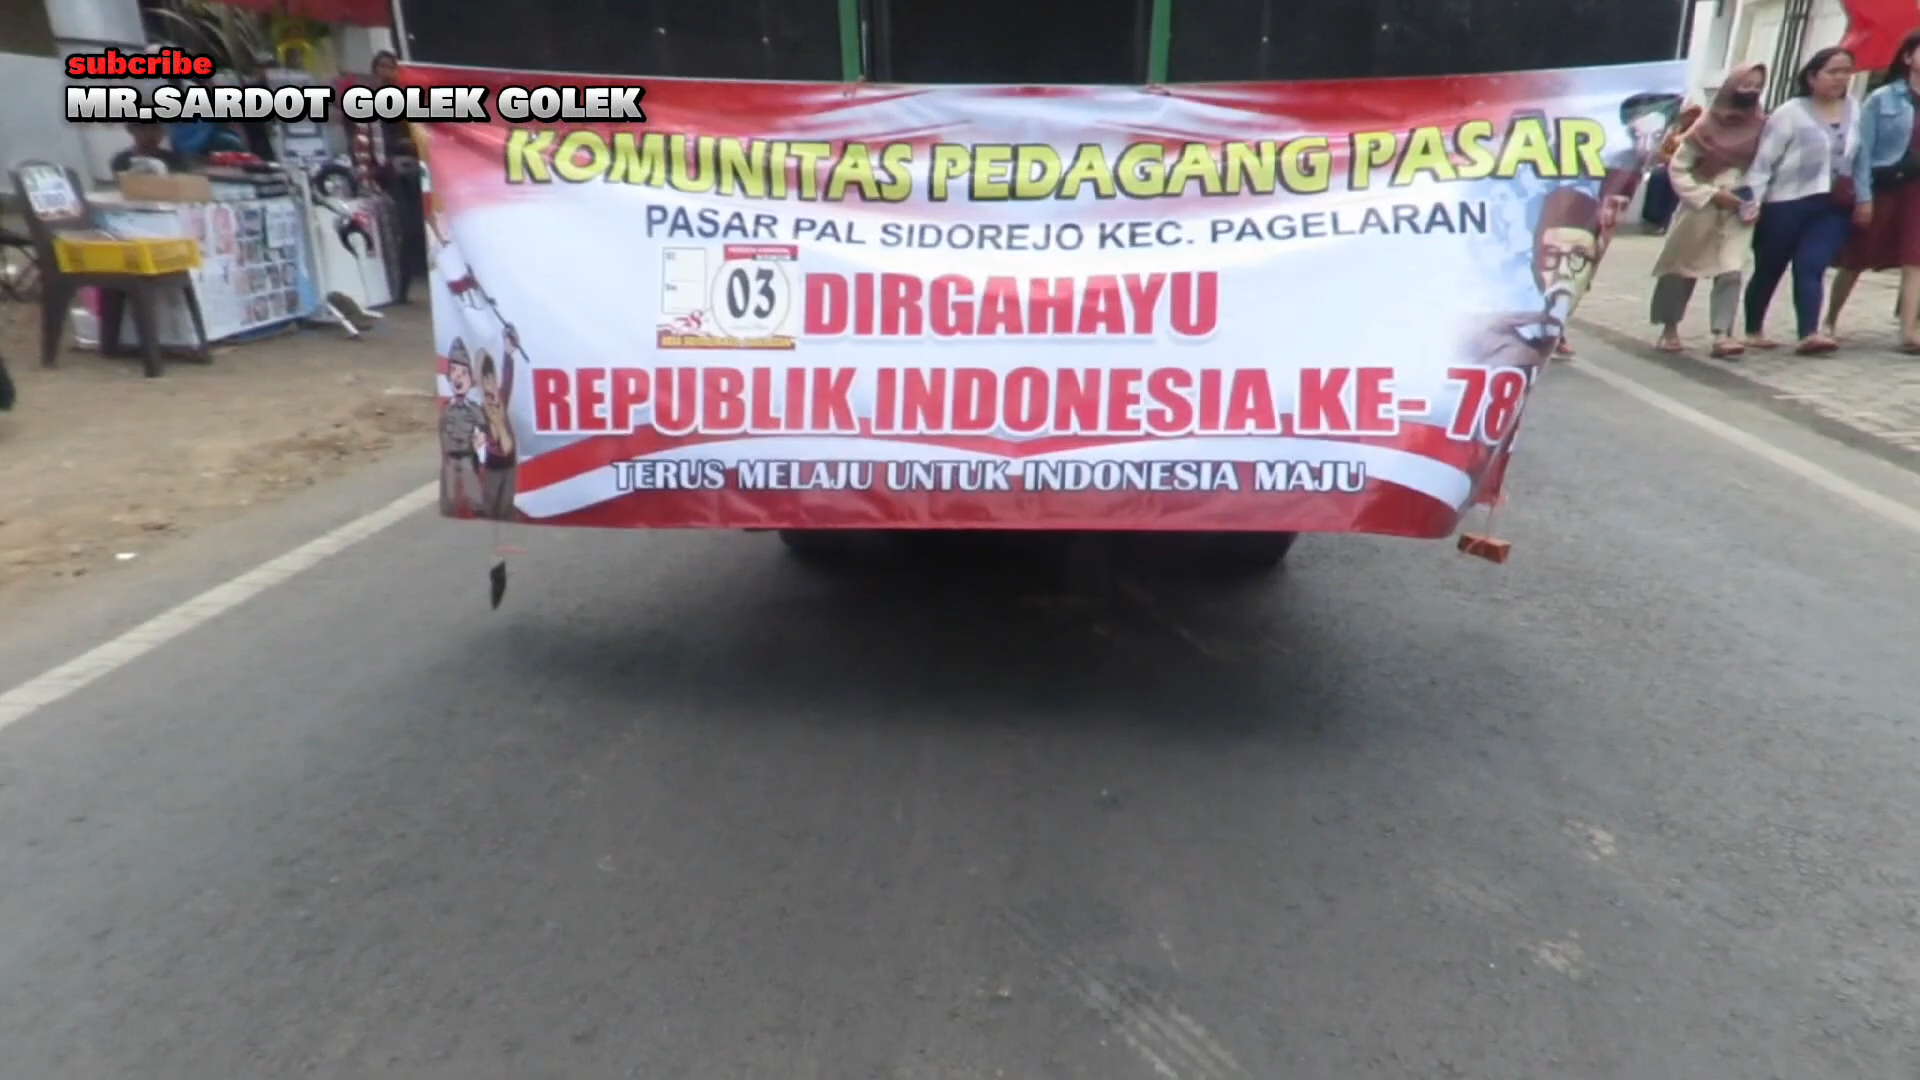 subcribe
MR.SARDOT GOLEK GOLEK
KOMUNITAS PEDAGANG PASAR
PASAR PAL SIDOREJO KEC. PAGELARAN
03
DIRGAHAYU
REPUBLIK INDONESIA KE- 78
TERUS MELAJU UNTUK INDONESIA MAJU